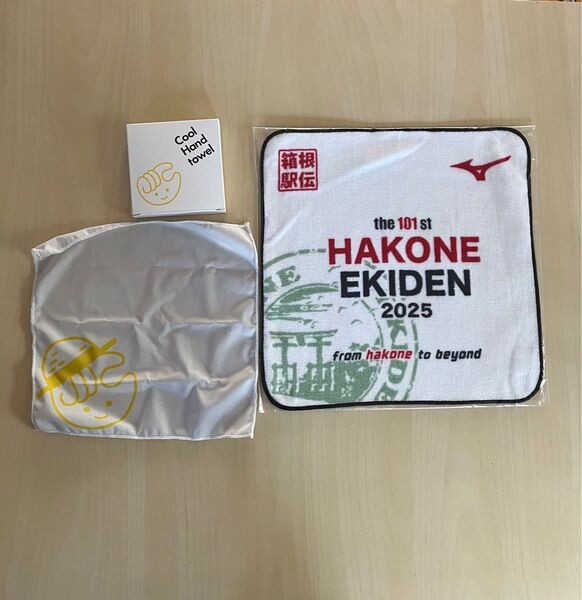 Cool
Hand
towel
箱根
駅伝
the 101st
HAKONE
EKIDEN
2025
from hakone to beyond